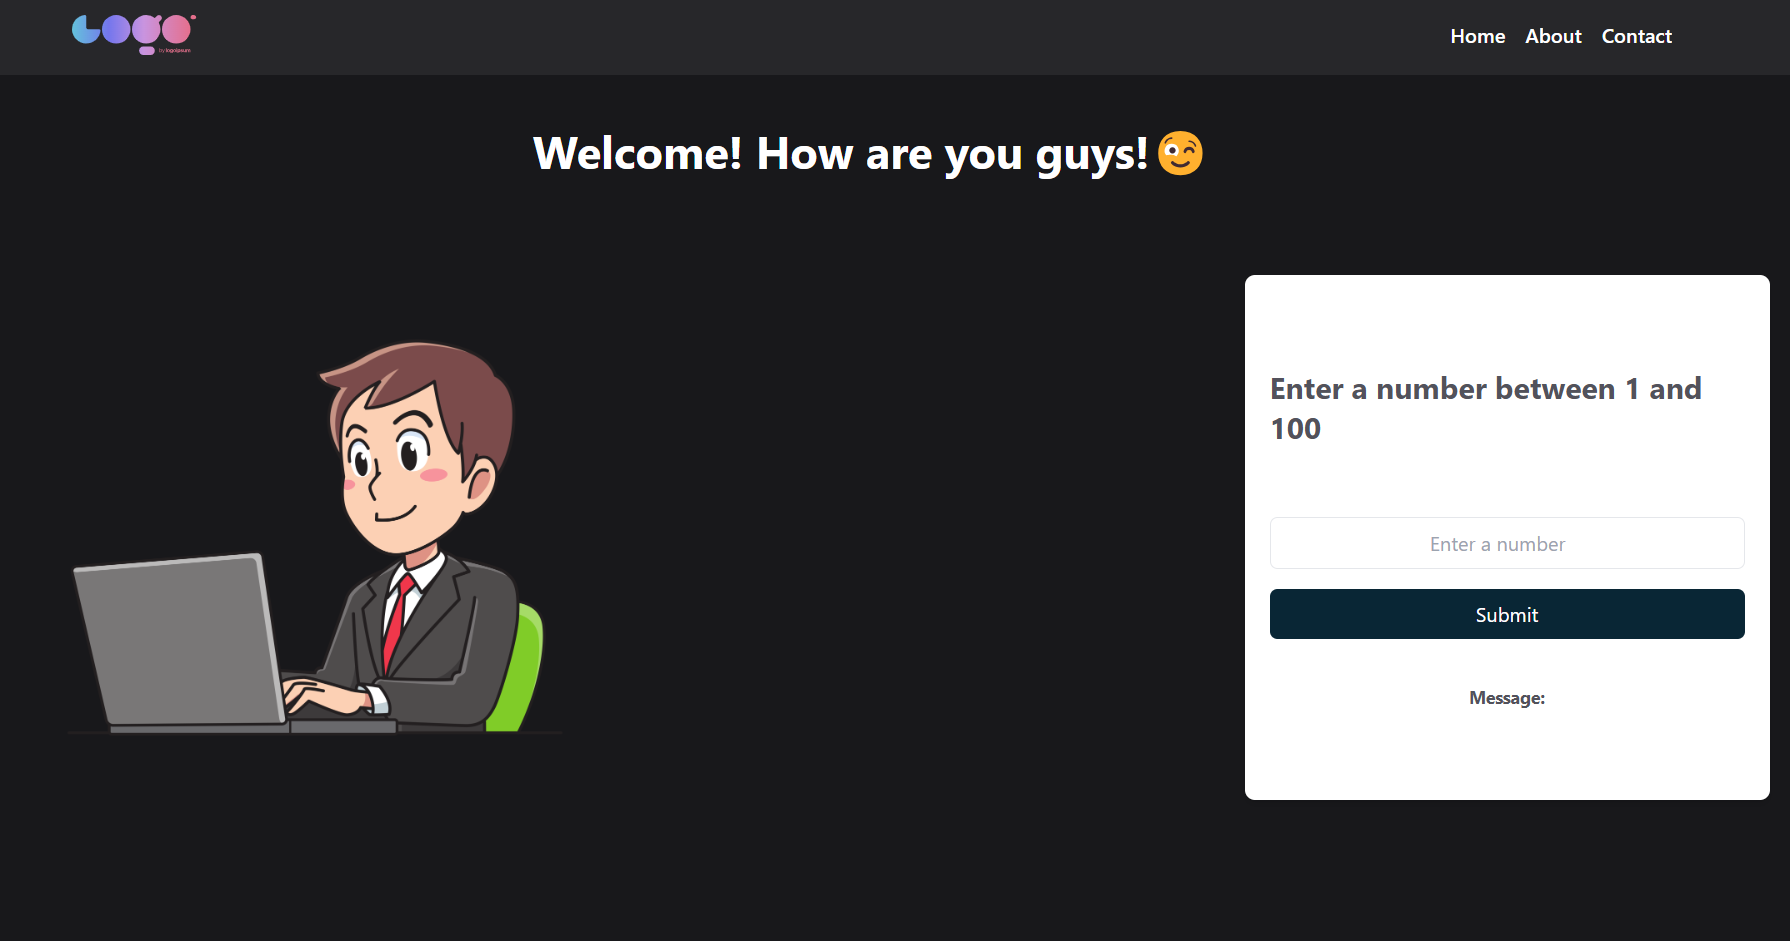 Logo
by logoipsum
Home About Contact
Welcome! How are you guys!😉
Enter a number between 1 and
100
Enter a number
Submit
Message: